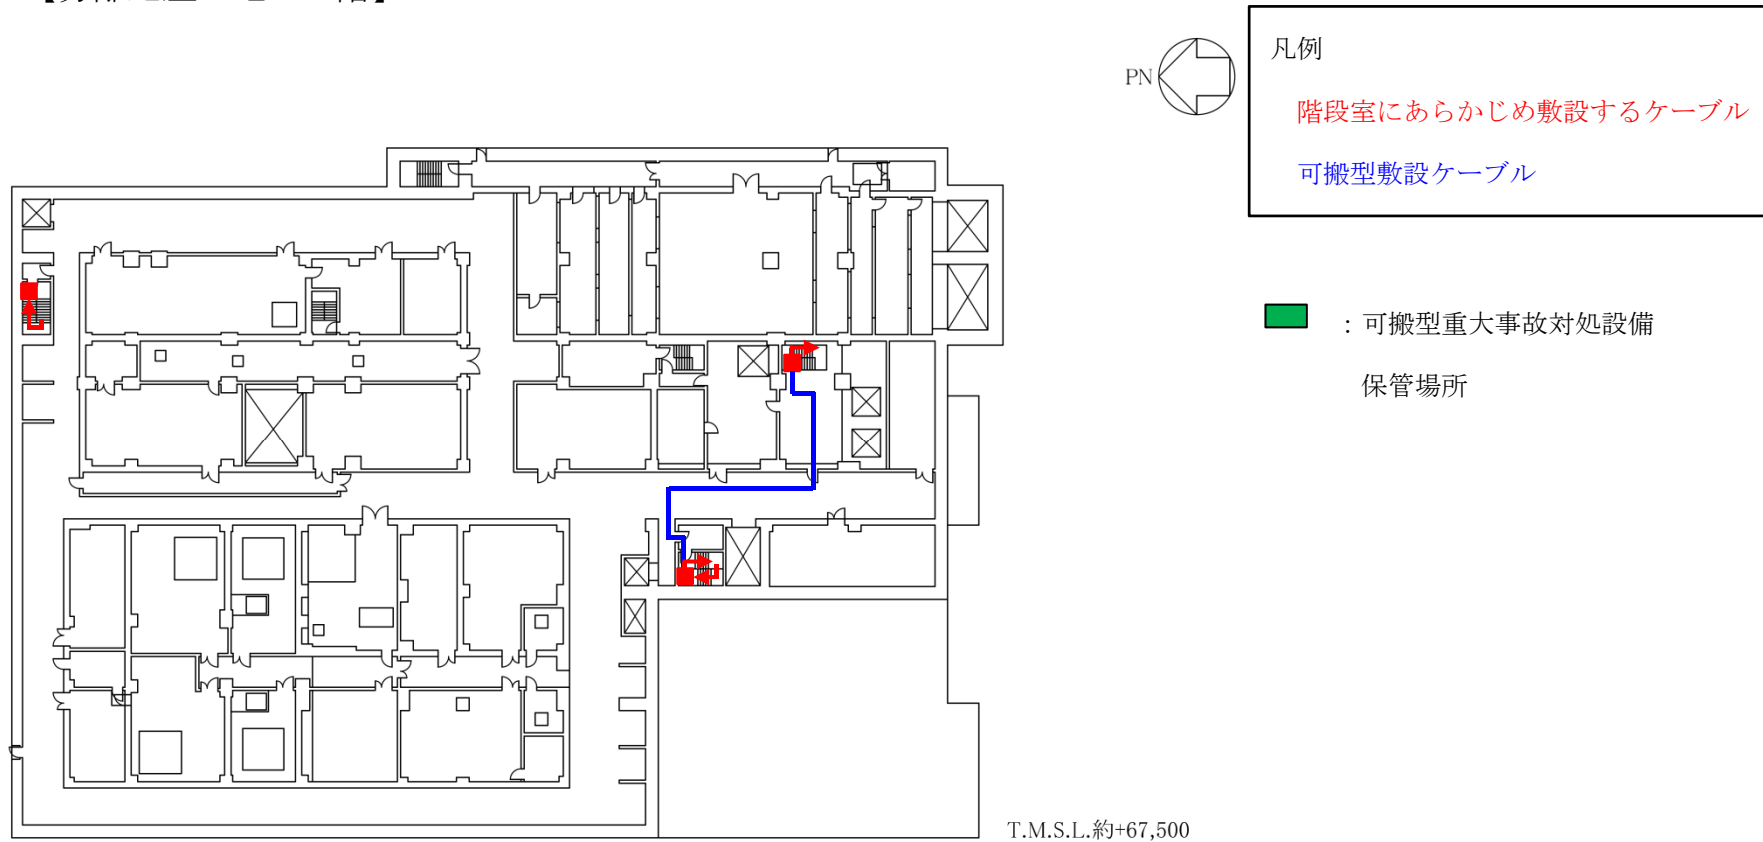 PN
凡例
階段室にあらかじめ敷設するケーブル
可搬型敷設ケーブル
：可搬型重大事故対処設備
保管場所
T.M.S.L.約+67,500